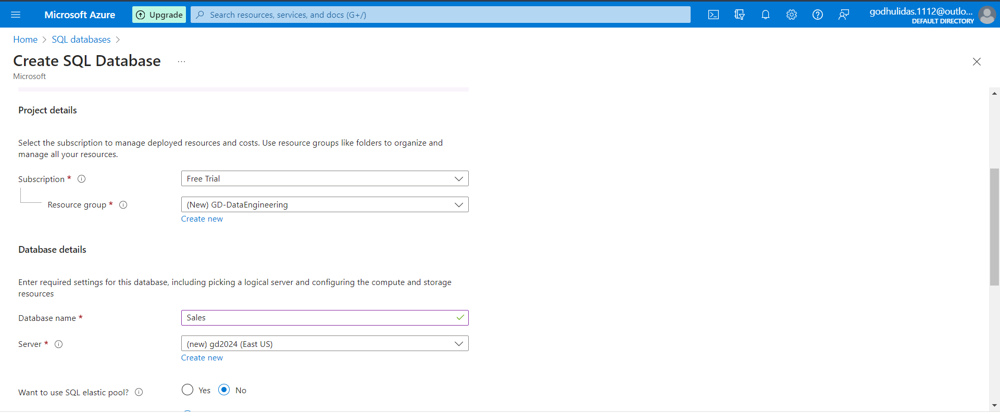 Microsoft Azure
Upgrade
Search resources, services, and docs (G+/)
godhulidas.1112@outlo...
DEFAULT DIRECTORY
Home > SQL databases >
Create SQL Database ...
Microsoft
Project details
Select the subscription to manage deployed resources and costs. Use resource groups like folders to organize and
manage all your resources.
Subscription *
Free Trial
Resource group *
(New) GD-DataEngineering
Create new
Database details
Enter required settings for this database, including picking a logical server and configuring the compute and storage
resources
Database name *
Sales
Server *
(new) gd2024 (East US)
Create new
Want to use SQL elastic pool?
Yes
No